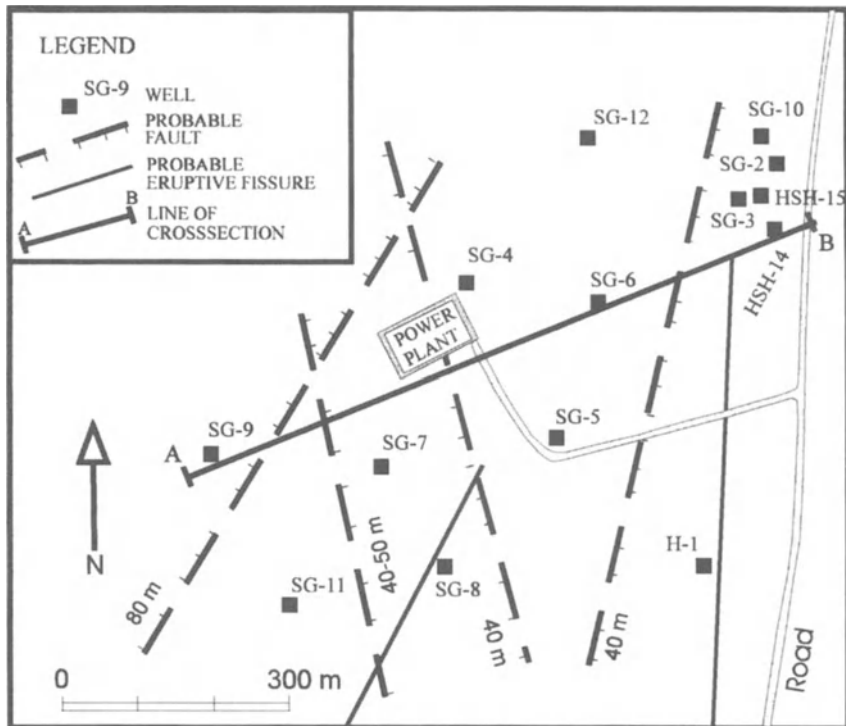 LEGEND
SG-9
WELL
PROBABLE
FAULT
PROBABLE
ERUPTIVE FISSURE
A
B
LINE OF
CROSSSECTION
SG-12
SG-10
SG-2
HSH-15
SG-3
B
HSH-14
SG-4
SG-6
POWER
PLANT
SG-9
A
SG-7
SG-5
N
H-1
SG-11
SG-8
80 m
40-50 m
40 m
40 m
Road
0
300 m